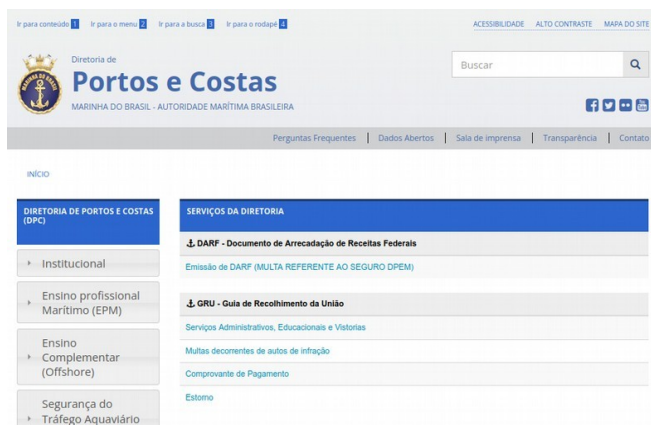 Ir para conteúdo 1 Ir para o menu 2 Ir para a busca 3 Ir para o rodapé 4
ACESSIBILIDADE ALTO CONTRASTE MAPA DO SITE
Diretoria de
Portos e Costas
MARINHA DO BRASIL - AUTORIDADE MARÍTIMA BRASILEIRA
Buscar
Perguntas Frequentes | Dados Abertos | Sala de imprensa | Transparência | Contato
INÍCIO
DIRETORIA DE PORTOS E COSTAS
(DPC)
Institucional
Ensino profissional
Marítimo (EPM)
Ensino
Complementar
(Offshore)
Segurança do
Tráfego Aquaviário
SERVIÇOS DA DIRETORIA
DARF - Documento de Arrecadação de Receitas Federais
Emissão de DARF (MULTA REFERENTE AO SEGURO DPEM)
GRU - Guia de Recolhimento da União
Serviços Administrativos, Educacionais e Vistorias
Multas decorrentes de autos de infração
Comprovante de Pagamento
Estorno